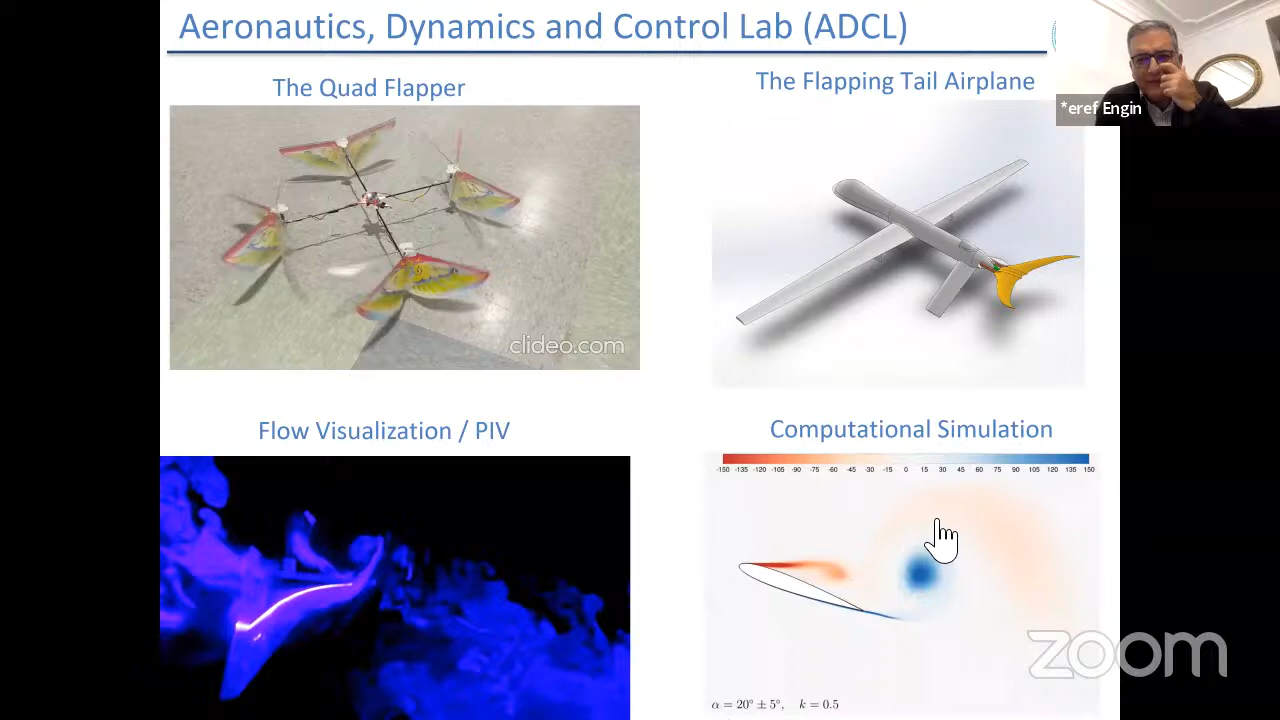 Aeronautics, Dynamics and Control Lab (ADCL)
The Quad Flapper
The Flapping Tail Airplane
*eref Engin
clideo.com
Flow Visualization / PIV
Computational Simulation
-150 -135 -120 -105 -90 -75 -60 -45 -30 -15 0 15 30 45 60 75 90 105 120 135 150
α = 20° ± 5°, k = 0.5
zoom